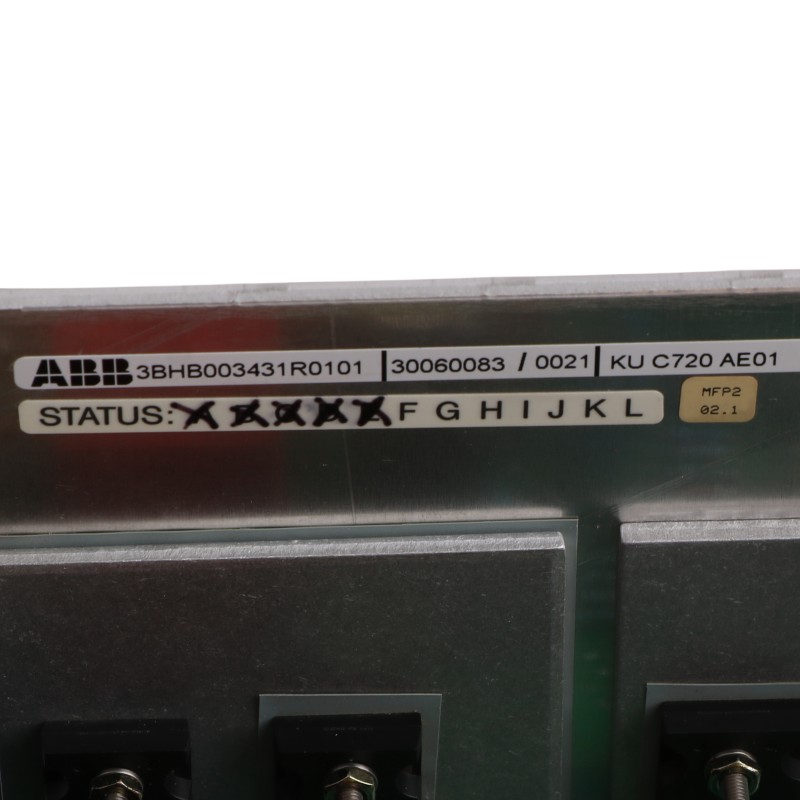 ABB 3BHB003431R0101 30060083 / 0021 KU C720 AE01
STATUS: F G H I J K L
MFP2
02.1